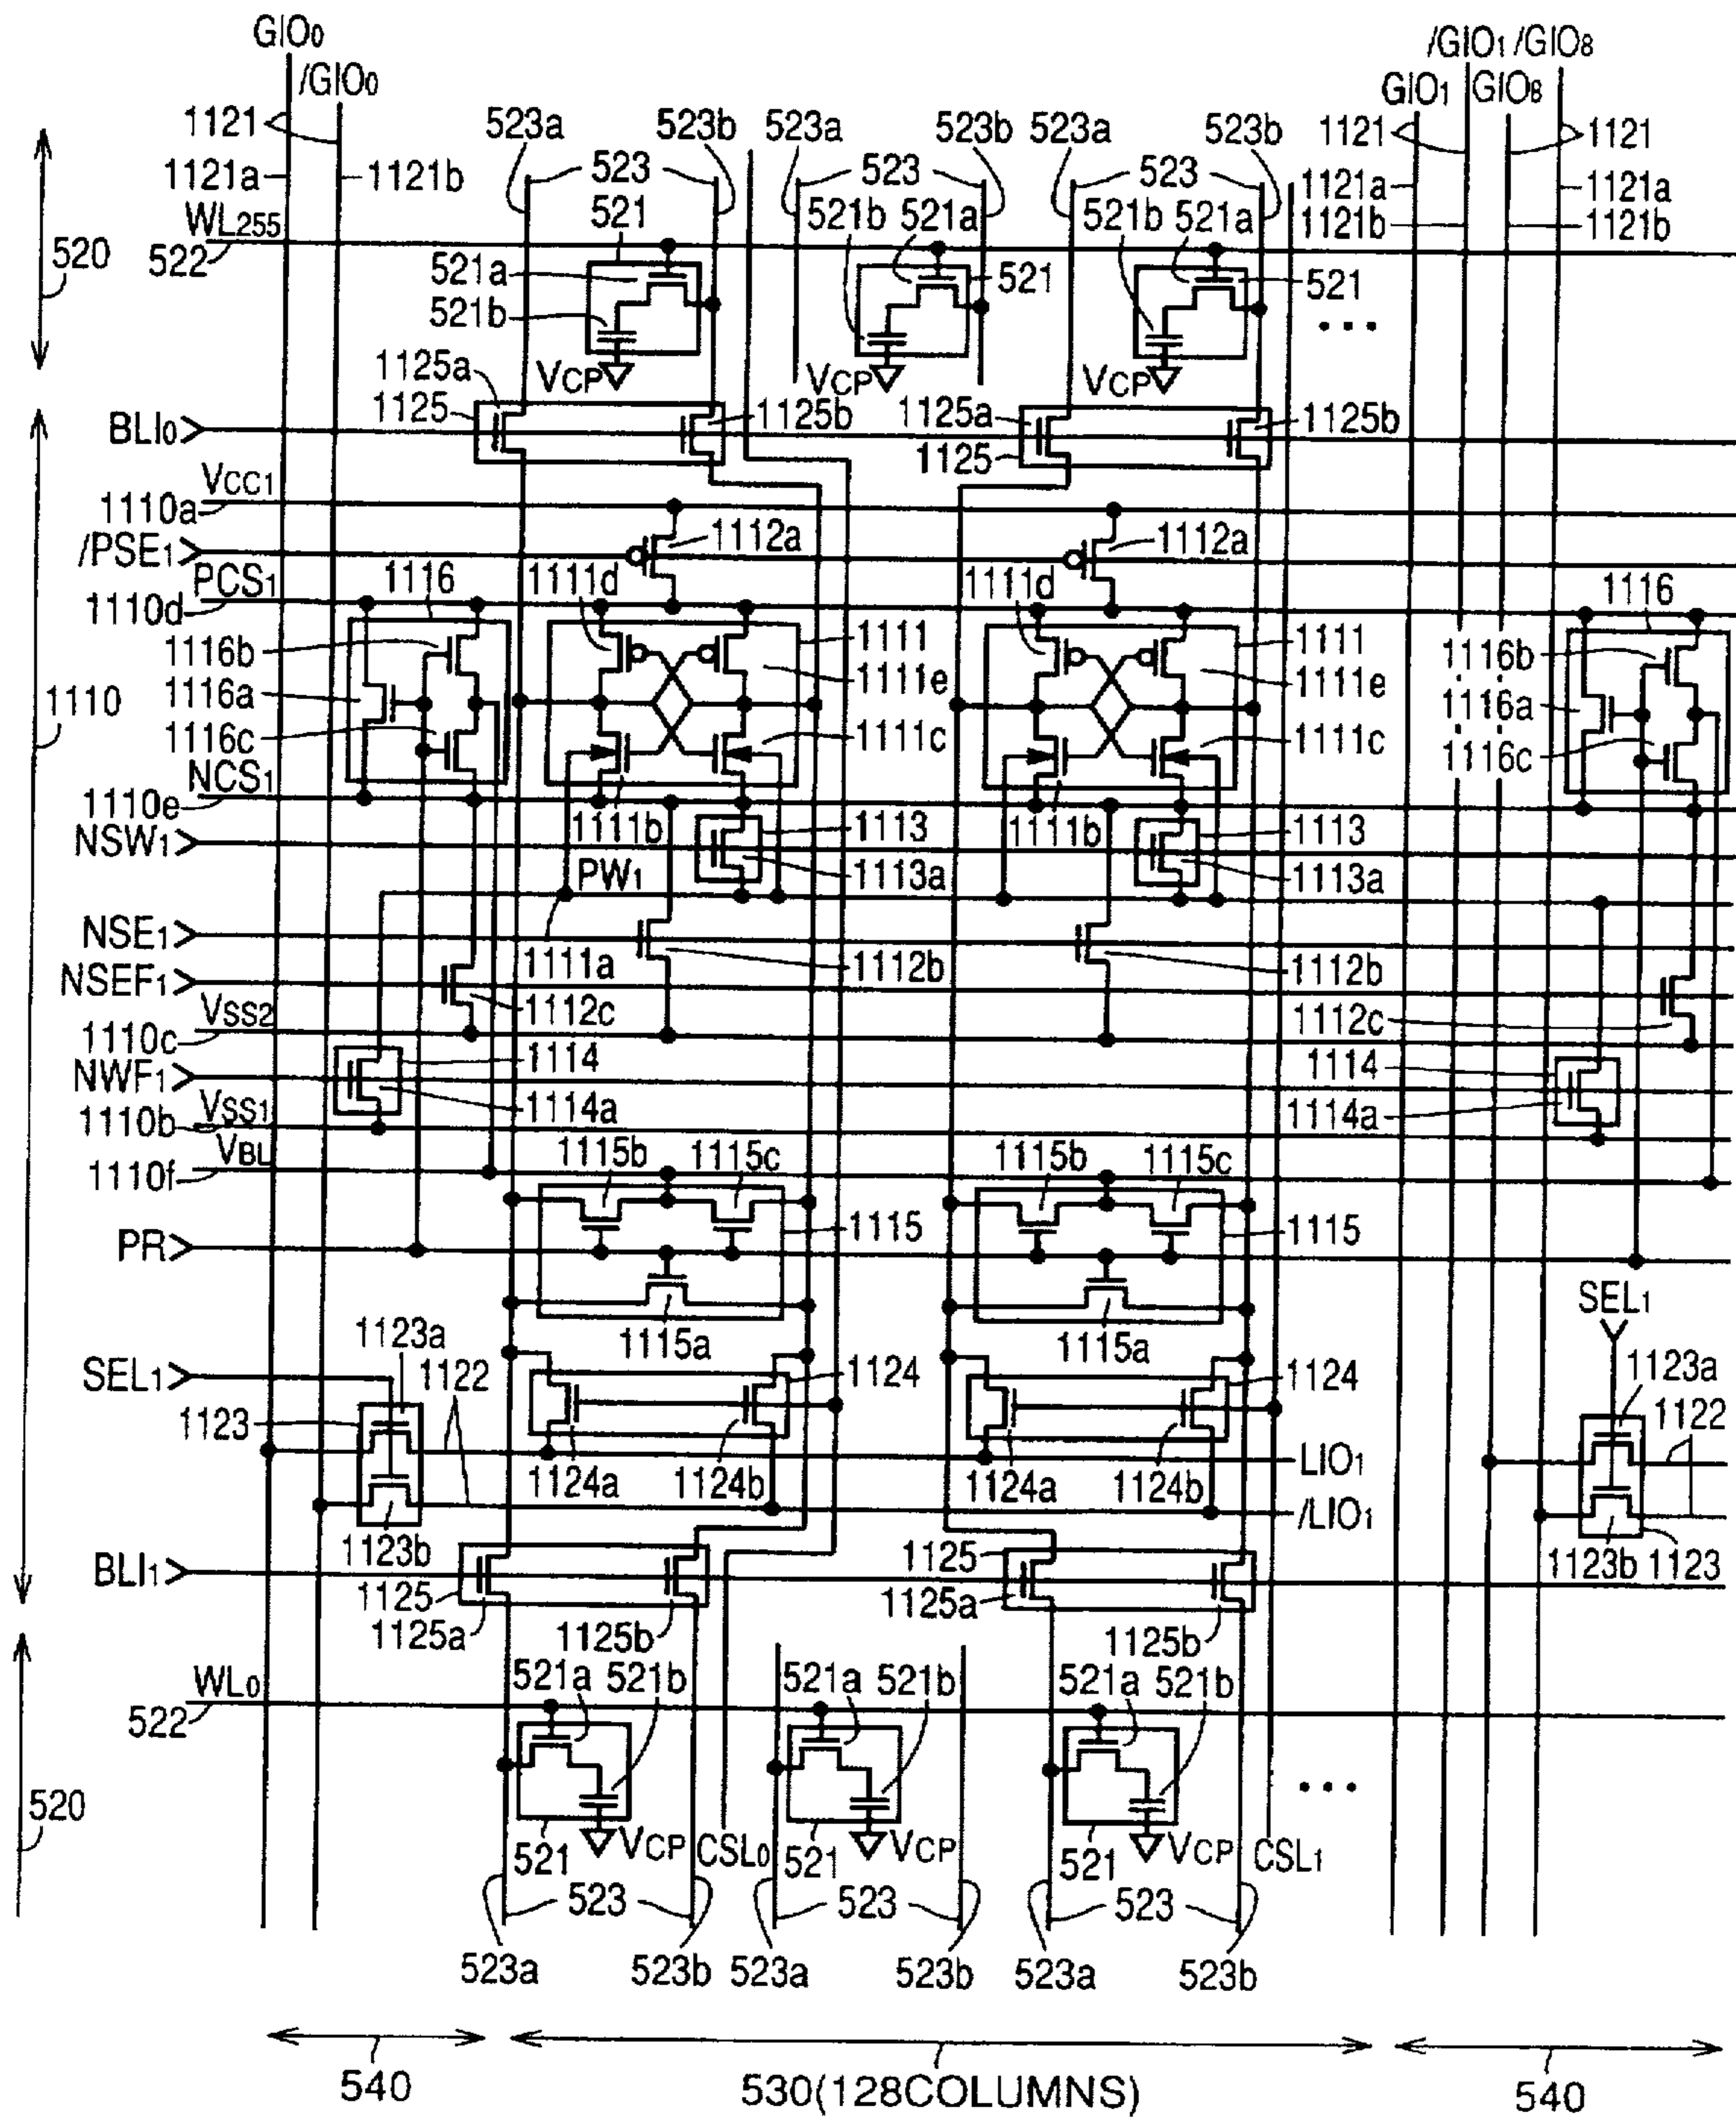 GIO0
/GIO0
/GIO1 /GIO8
GIO1 GIO8
1121
523a 523b 523a 523b 523a 523b 1121 1121
1121a 1121b 523 523 523 1121a 1121a
WL255 521 521b 521a 521b 521a 1121b 1121b
522
520
521a 521 521
521b
VCP VCP VCP
...
1125a
1125 1125b 1125a 1125b
BLI0
1125
VCC1
1110a
1112a 1112a
/PSE1
PCS1 1116 1111d 1111d 1116
1110d
1116b 1111 1111 1116b
1116a 1111e 1111e 1116a
1110
1116c 1111c 1111c 1116c
NCS1
1110e
1111b 1113 1111b 1113
NSW1
PW1 1113a 1113a
NSE1
1111a 1112b 1112b
NSEF1
1112c 1112c
VSS2
1110c
1114 1114
NWF1
1114a 1114a
VSS1
1110b
VBL 1115b 1115c 1115b 1115c
1110f
PR 1115 1115
SEL1
1123a 1115a 1115a
SEL1 1122 1124 1124 1123a
1123 1122
LIO1
1124a 1124b 1124a 1124b
/LIO1
1123b 1125 1123b 1123
BLI1
1125 1125a
1125a 1125b 1125b
WL0 521a 521b 521a 521b 521a 521b
522
520
...
521 VCP CSL0 521 VCP 521 VCP CSL1
523 523 523
523a 523b 523a 523b 523a 523b
540 530(128COLUMNS) 540